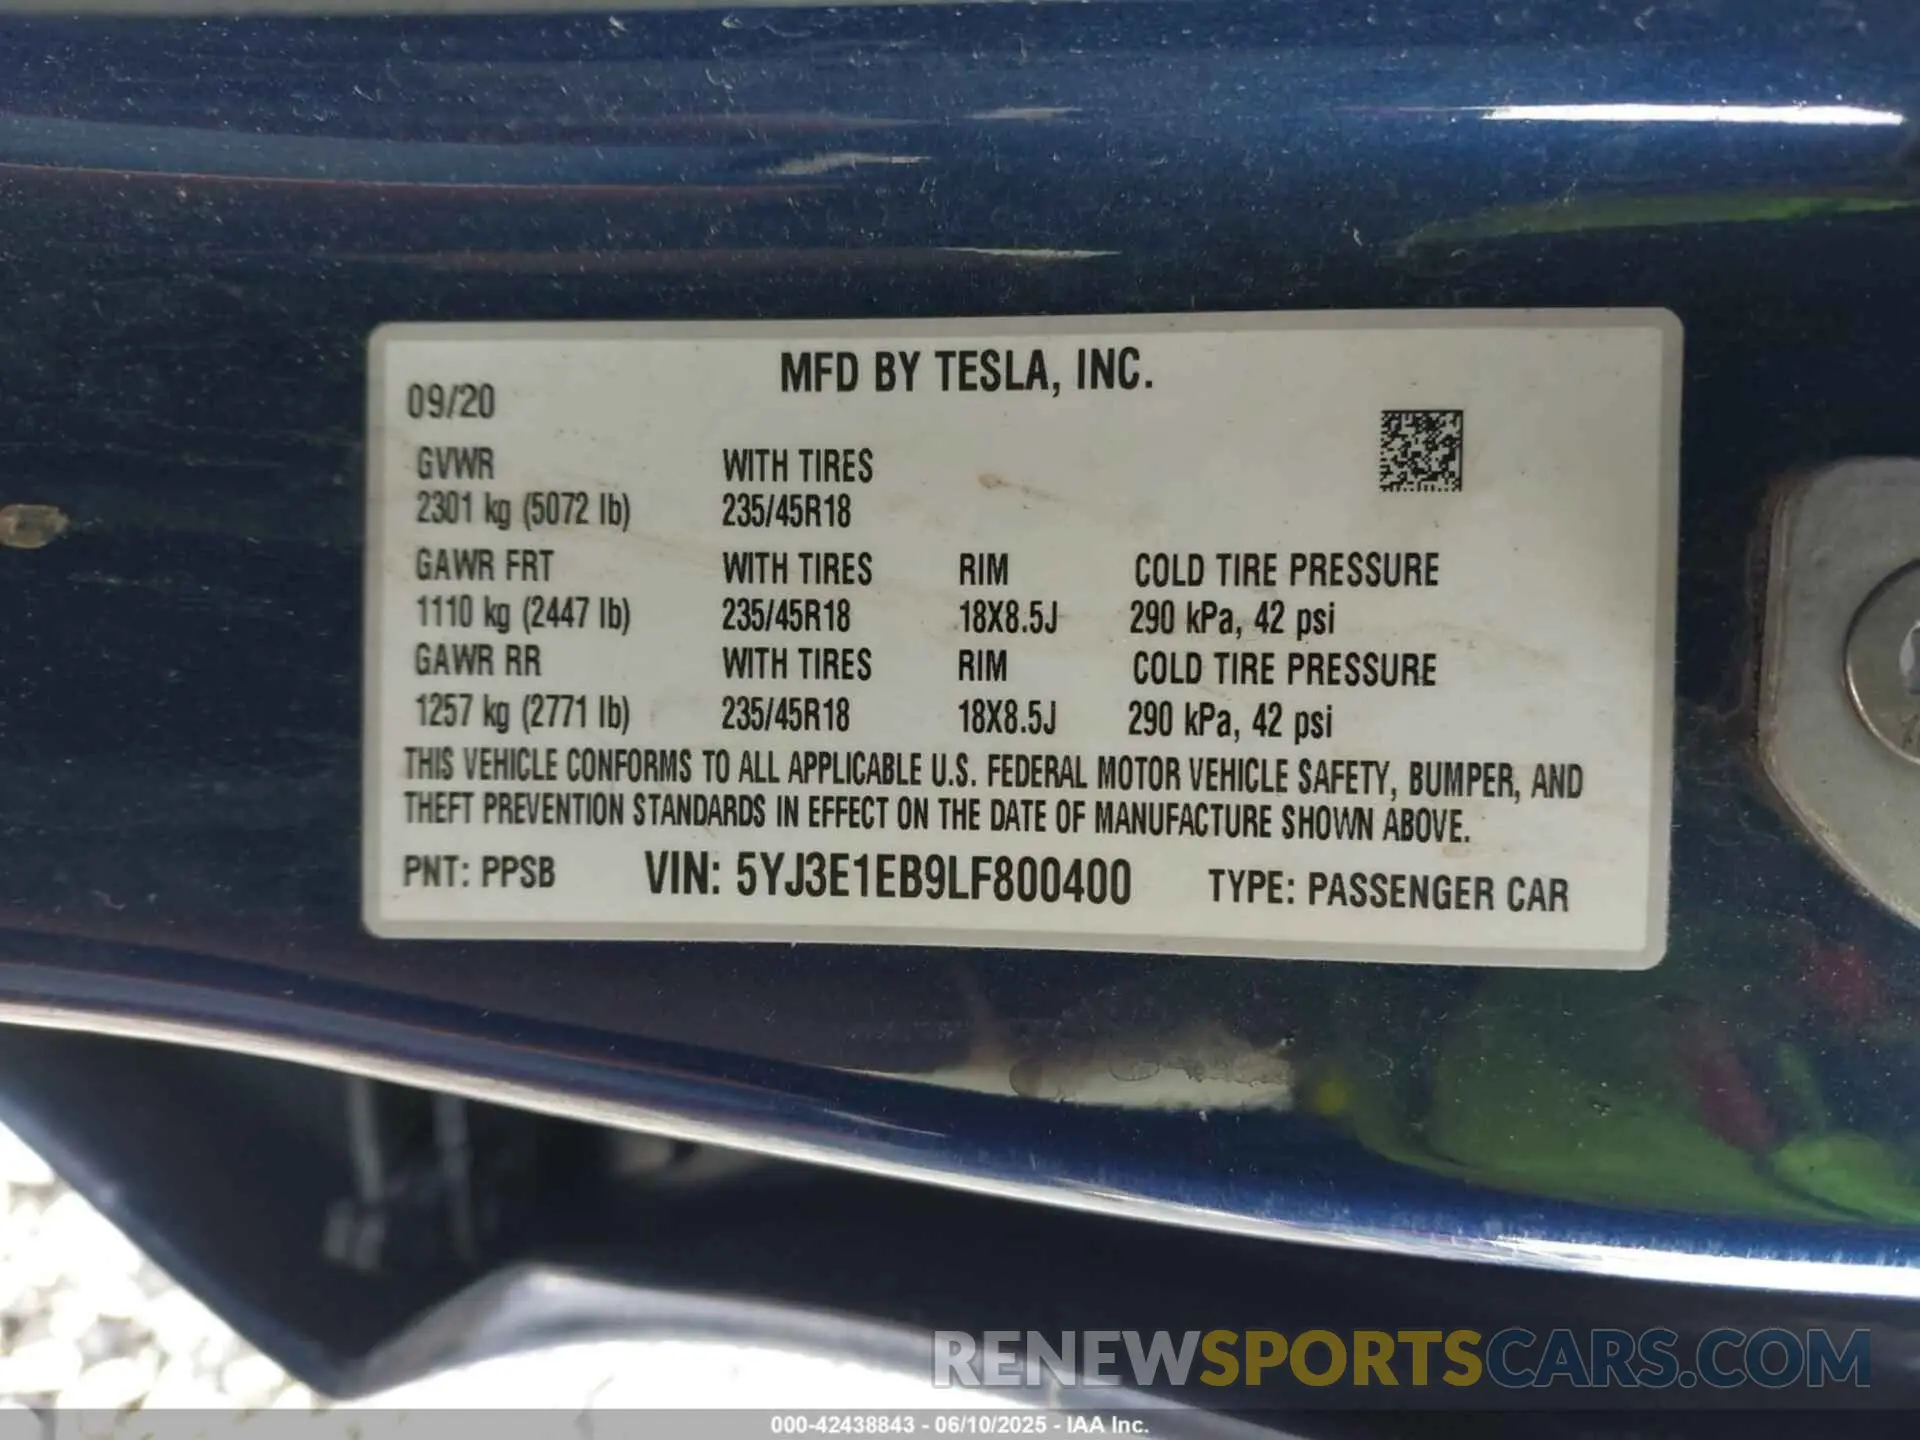 MFD BY TESLA, INC.
09/20
GVWR WITH TIRES
2301 kg (5072 lb) 235/45R18
GAWR FRT WITH TIRES RIM COLD TIRE PRESSURE
1110 kg (2447 lb) 235/45R18 18X8.5J 290 kPa, 42 psi
GAWR RR WITH TIRES RIM COLD TIRE PRESSURE
1257 kg (2771 lb) 235/45R18 18X8.5J 290 kPa, 42 psi
THIS VEHICLE CONFORMS TO ALL APPLICABLE U.S. FEDERAL MOTOR VEHICLE SAFETY, BUMPER, AND
THEFT PREVENTION STANDARDS IN EFFECT ON THE DATE OF MANUFACTURE SHOWN ABOVE.
PNT: PPSB VIN: 5YJ3E1EB9LF800400 TYPE: PASSENGER CAR
RENEWSPORTSCARS.COM
000-42438843 - 06/10/2025 - IAA Inc.